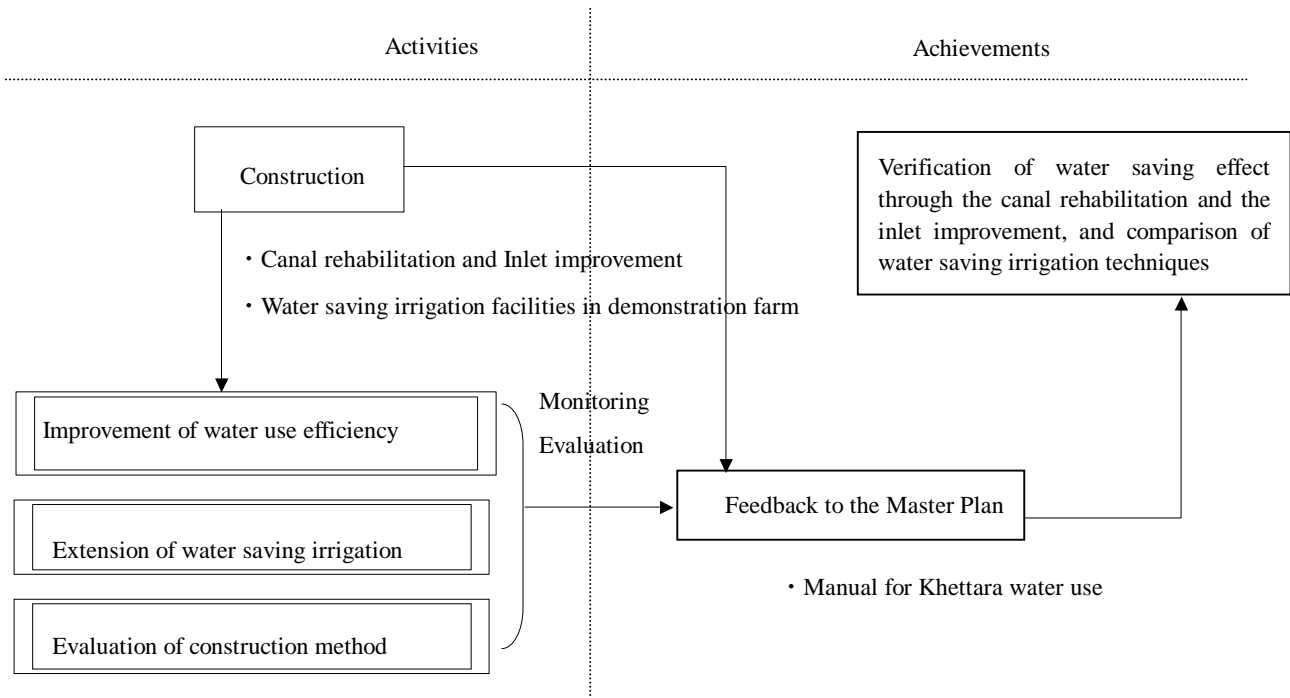 Activities
Achievements
Construction
Verification of water saving effect
through the canal rehabilitation and the
inlet improvement, and comparison of
water saving irrigation techniques
・Canal rehabilitation and Inlet improvement
・Water saving irrigation facilities in demonstration farm
Monitoring
Evaluation
Improvement of water use efficiency
Extension of water saving irrigation
Evaluation of construction method
Feedback to the Master Plan
・Manual for Khettara water use